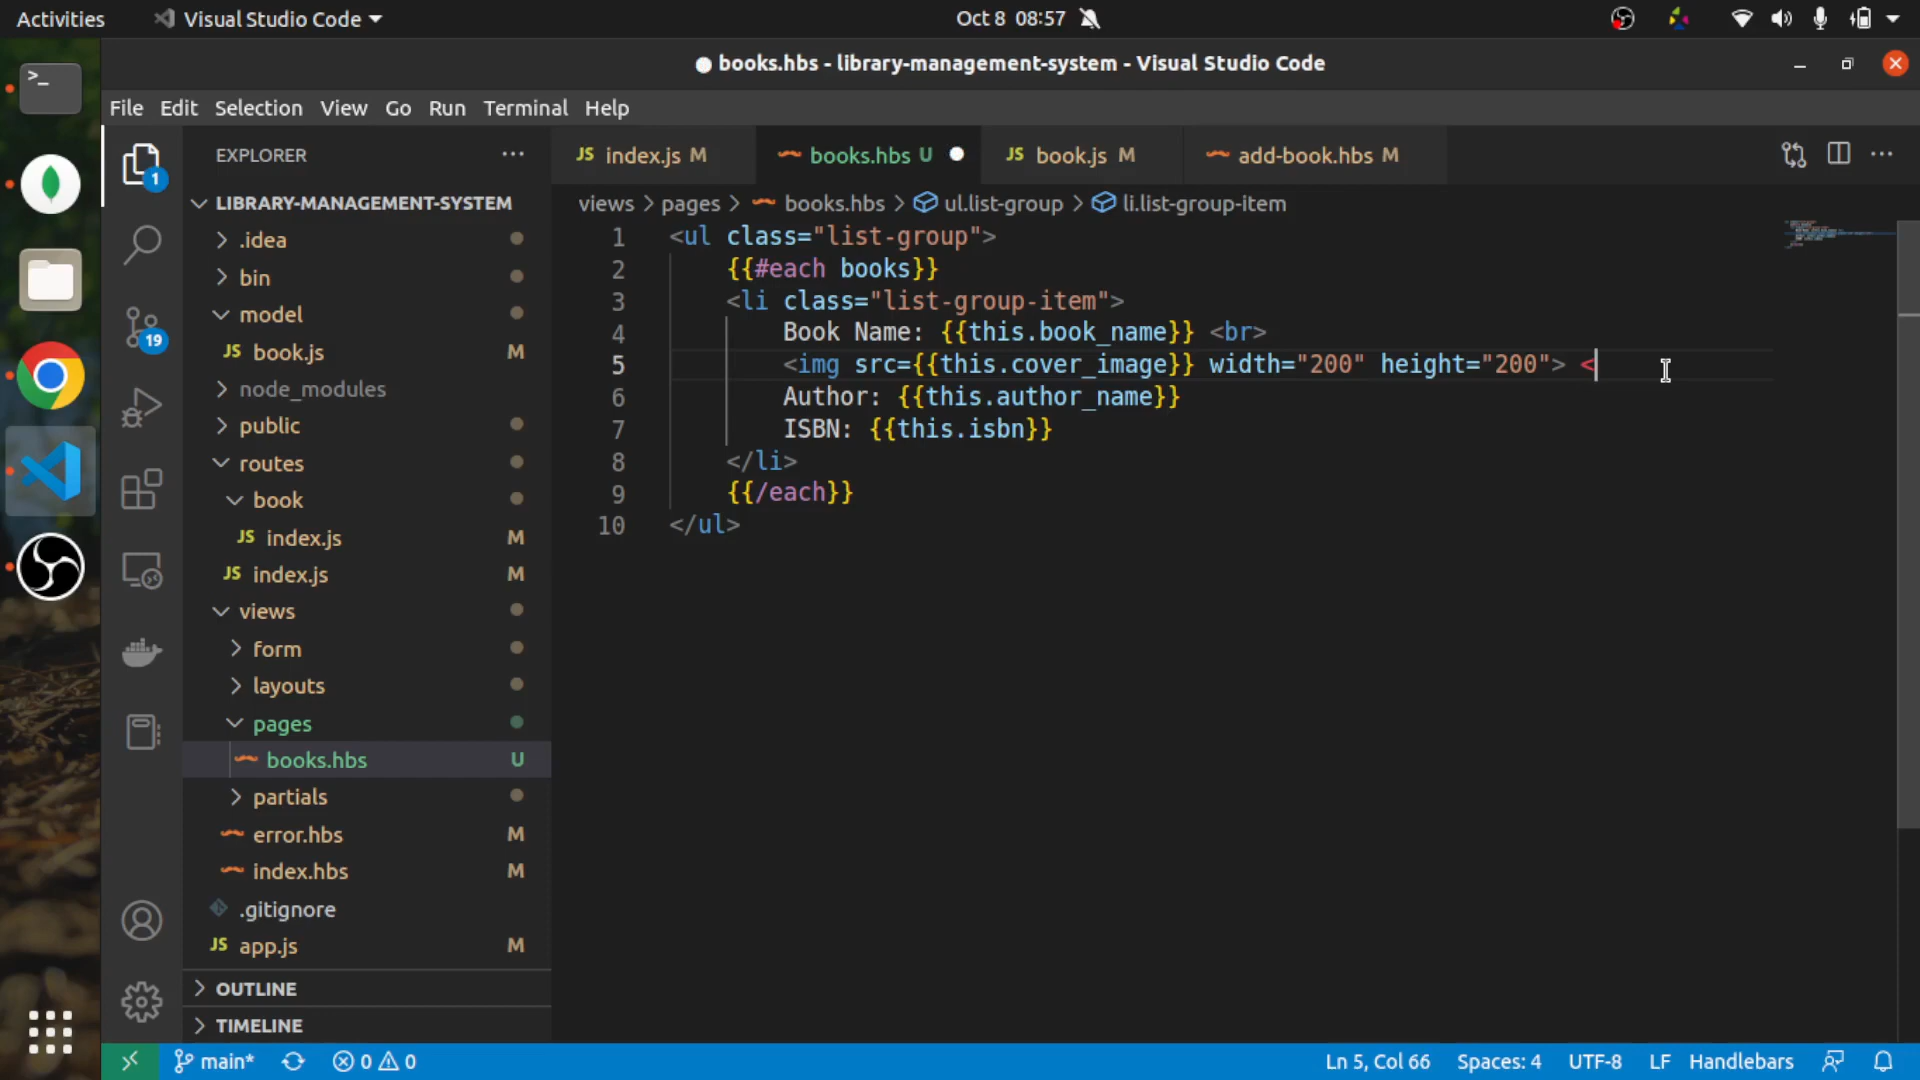 Activities
Visual Studio Code
Oct 8 08:57
books.hbs - library-management-system - Visual Studio Code
File Edit Selection View Go Run Terminal Help
EXPLORER
LIBRARY-MANAGEMENT-SYSTEM
.idea
bin
model
JS book.js M
node_modules
public
routes
book
JS index.js M
JS index.js M
views
form
layouts
pages
books.hbs U
partials
error.hbs M
index.hbs M
.gitignore
JS app.js M
OUTLINE
TIMELINE
1
19
JS index.js M
books.hbs U
JS book.js M
add-book.hbs M
views > pages > books.hbs > ul.list-group > li.list-group-item
1 <ul class="list-group">
2 {{#each books}}
3 <li class="list-group-item">
4 Book Name: {{this.book_name}} <br>
5 <img src={{this.cover_image}} width="200" height="200"> <
6 Author: {{this.author_name}}
7 ISBN: {{this.isbn}}
8 </li>
9 {{/each}}
10 </ul>
main* 0 0
Ln 5, Col 66 Spaces: 4 UTF-8 LF Handlebars